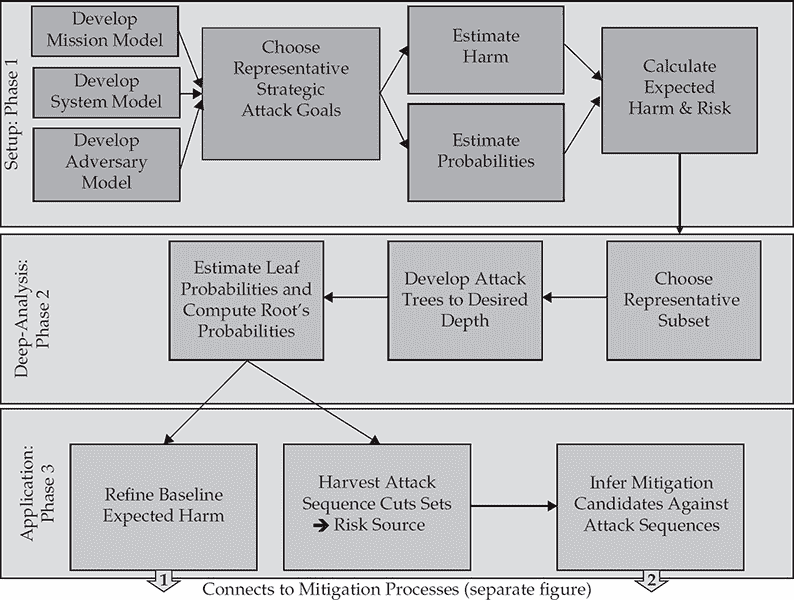 Setup: Phase 1
Develop
Mission Model
Develop
System Model
Develop
Adversary
Model
Choose
Representative
Strategic
Attack Goals
Estimate
Harm
Estimate
Probabilities
Calculate
Expected
Harm & Risk
Deep-Analysis:
Phase 2
Estimate Leaf
Probabilities and
Compute Root's
Probabilities
Develop Attack
Trees to Desired
Depth
Choose
Representative
Subset
Application:
Phase 3
Refine Baseline
Expected Harm
Harvest Attack
Sequence Cuts Sets
➔ Risk Source
Infer Mitigation
Candidates Against
Attack Sequences
1
Connects to Mitigation Processes (separate figure)
2